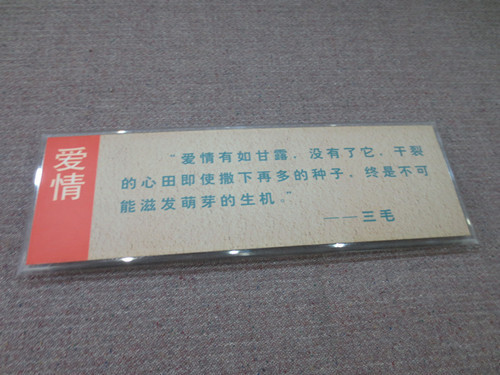 爱情
“爱情有如甘露，没有了它，干裂
的心田即使撒下再多的种子，终是不可
能滋发萌芽的生机。”
——三毛